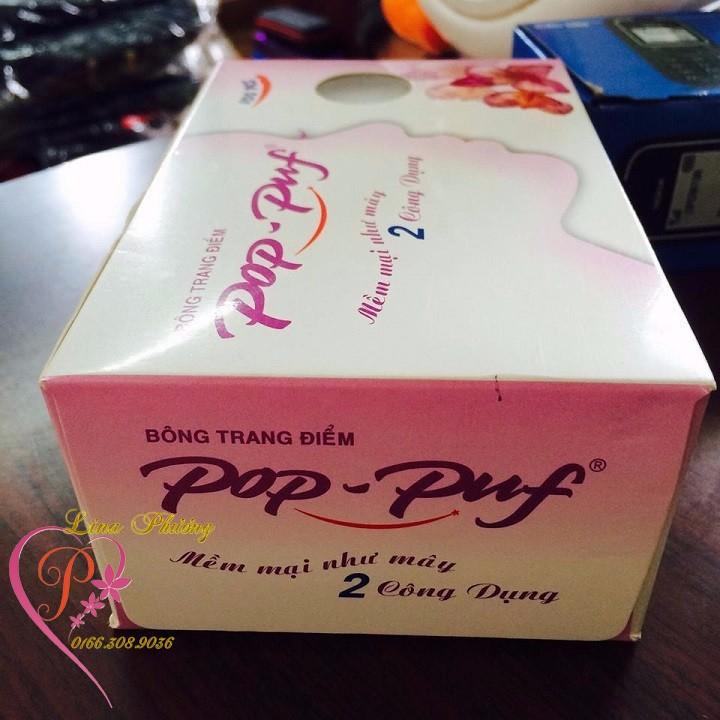 BÔNG TRANG ĐIỂM
Pop-Puf®
Mềm mại như mây
2 Công Dụng
BÔNG TRANG ĐIỂM
Pop-Puf®
Mềm mại như mây
2 Công Dụng
Lina Phương
P
0166.308.9036